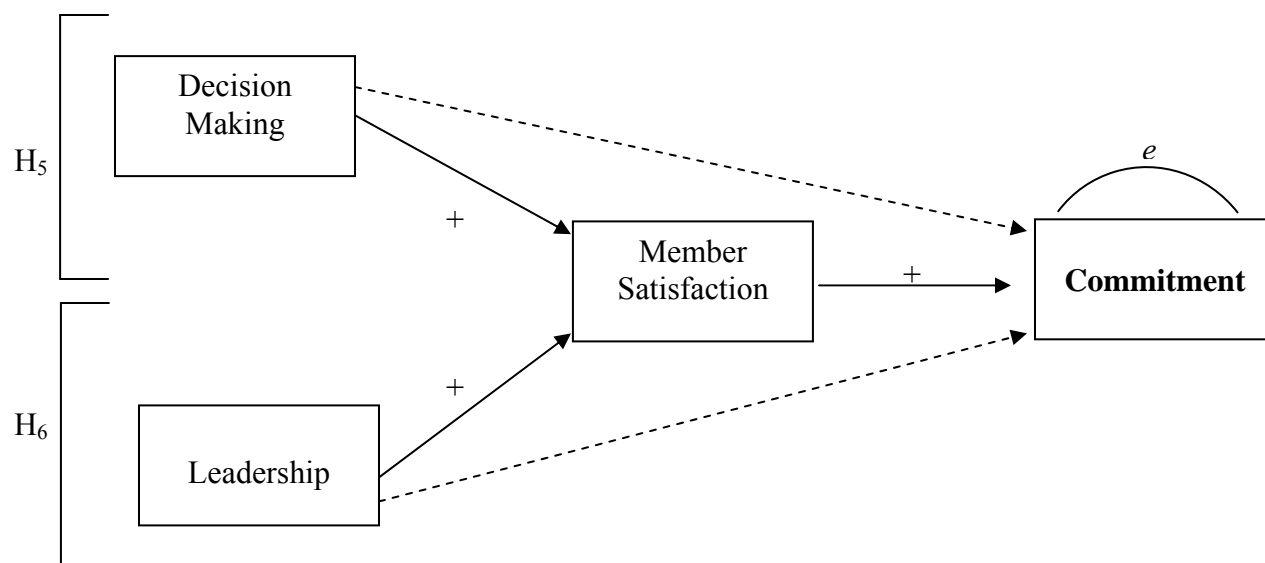 Decision
Making
H₅
e
+
Member
Satisfaction
+
Commitment
+
H₆
Leadership